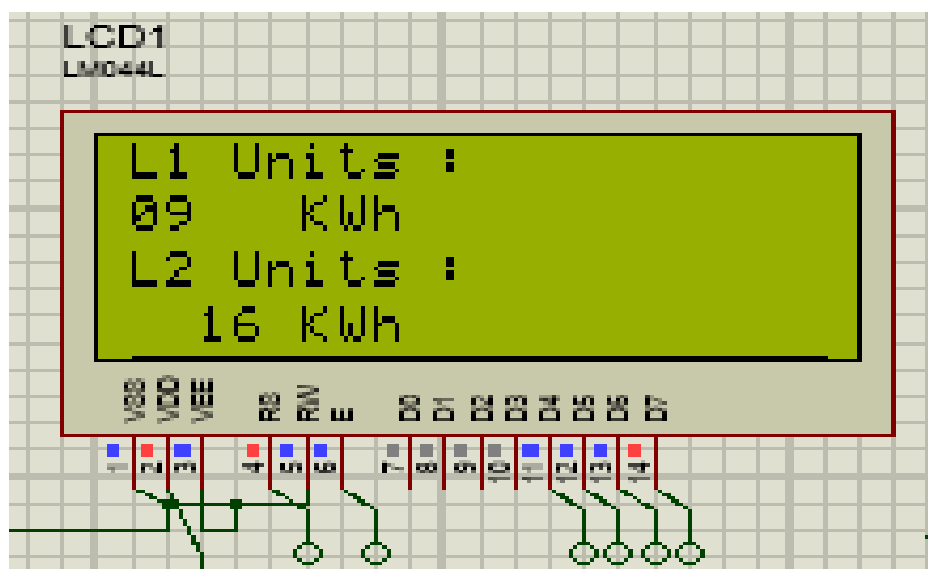 LCD1
LM044L
L1 Units :
09 KWh
L2 Units :
16 KWh
VSS VDD VEE RS RW E D0 D1 D2 D3 D4 D5 D6 D7
1 2 3 4 5 6 7 8 9 10 11 12 13 14